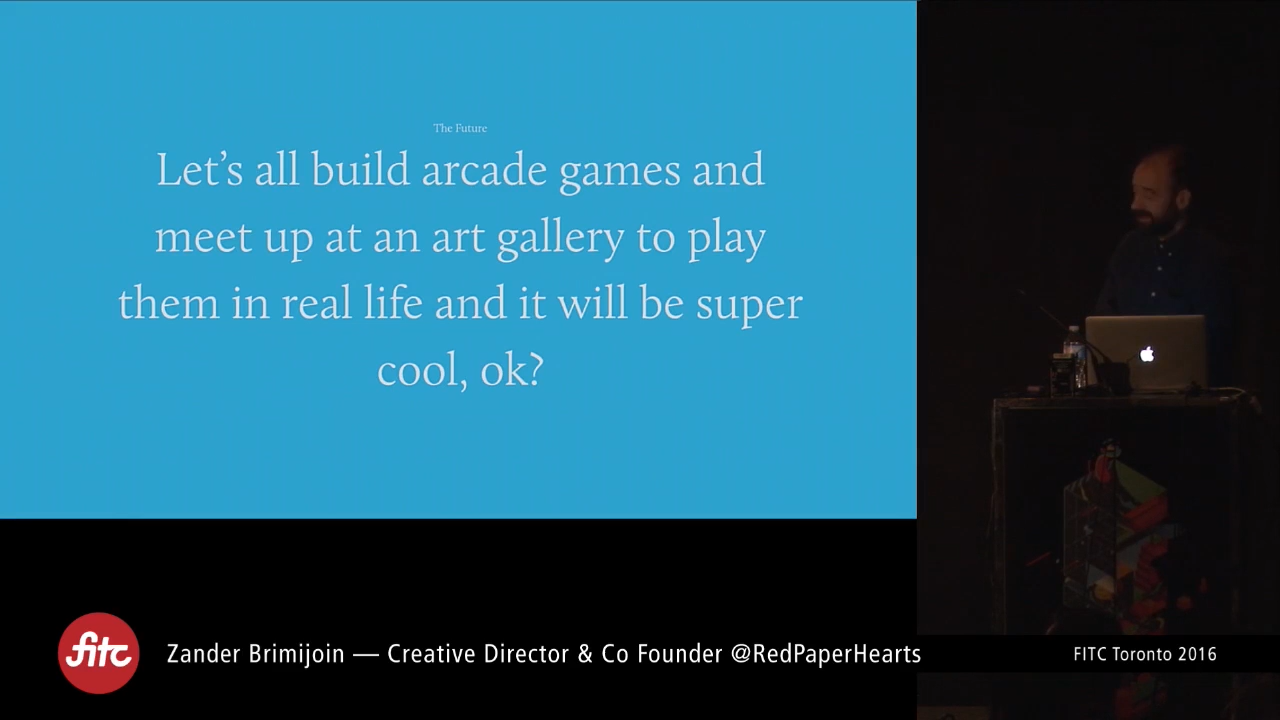 The Future
Let’s all build arcade games and
meet up at an art gallery to play
them in real life and it will be super
cool, ok?
fitc
Zander Brimijoin — Creative Director & Co Founder @RedPaperHearts
FITC Toronto 2016